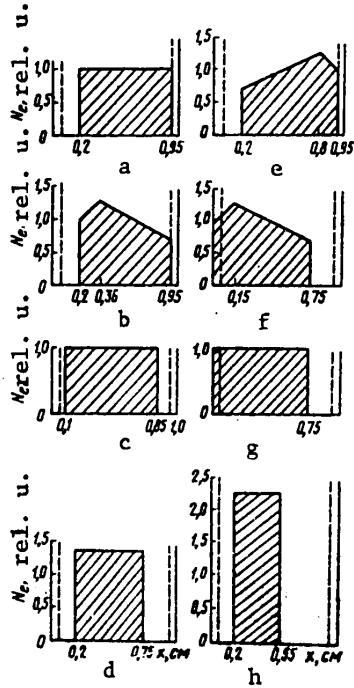 Nₑ, rel. u.
1,0
0,5
0
0,2 0,95
a
1,5
1,0
0,5
0
0,2 0,8 0,95
e
Nₑ, rel. u.
1,5
1,0
0,5
0
0,2 0,36 0,95
b
1,5
1,0
0,5
0
0,15 0,75
f
Nₑ rel. u.
1,0
0,5
0
0,1 0,85 1,0
c
1,0
0,5
0
0,75
g
Nₑ, rel. u.
1,5
1,0
0,5
0
0,2 0,75 x, см
d
2,5
2,0
1,5
1,0
0,5
0
0,2 0,55 x, см
h